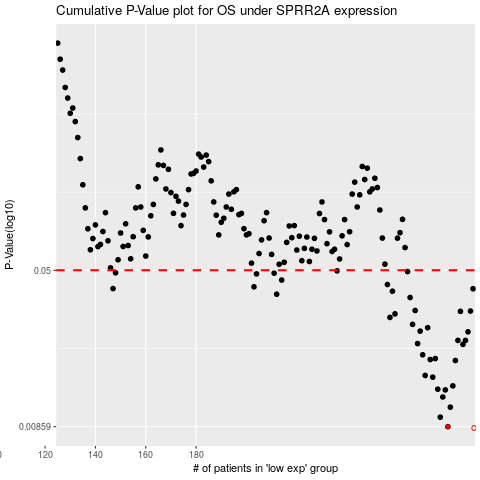 Cumulative P-Value plot for OS under SPRR2A expression
P-Value(log10)
0.05
0.00859
0
120
140
160
180
# of patients in 'low exp' group